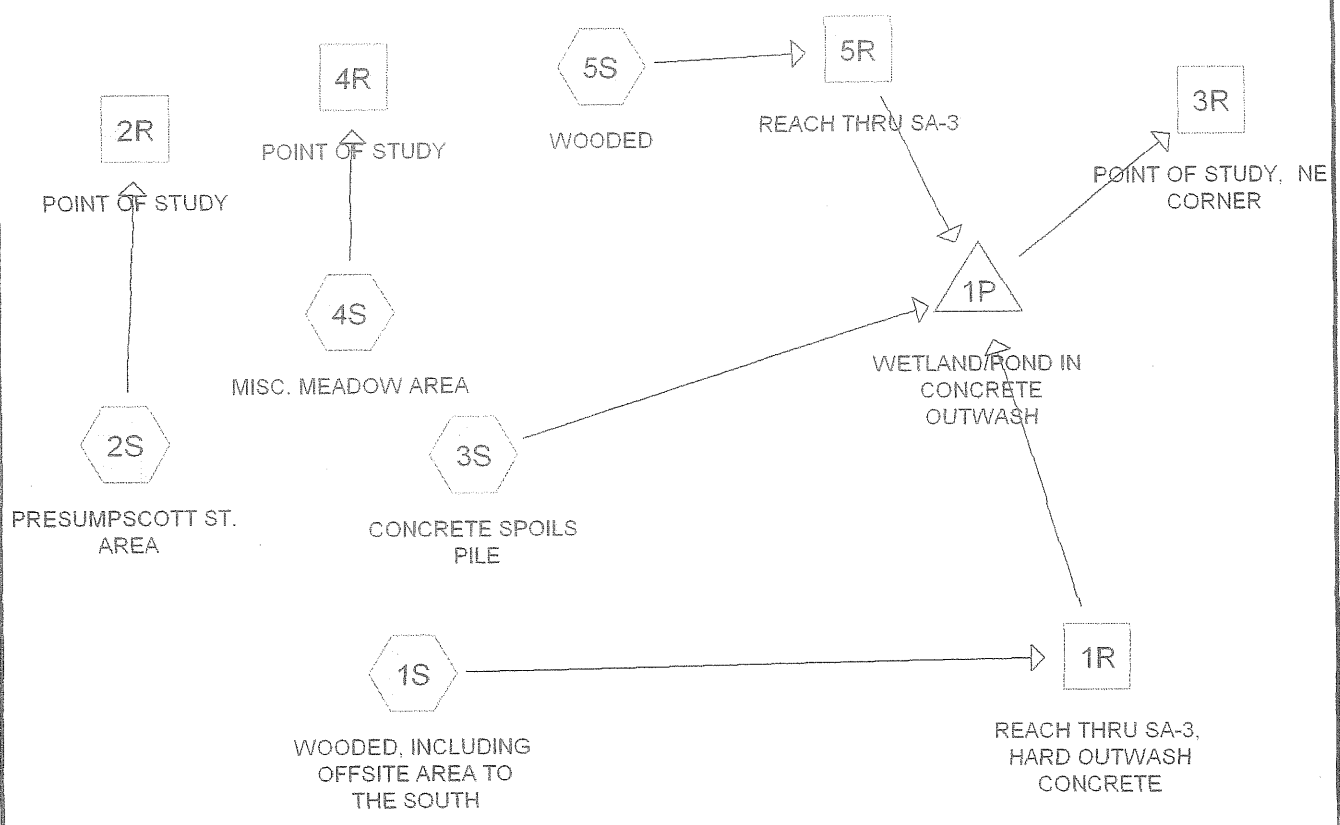 5S
5R
4R
3R
2R
WOODED
REACH THRU SA-3
POINT OF STUDY
POINT OF STUDY, NE
CORNER
POINT OF STUDY
4S
1P
MISC. MEADOW AREA
WETLAND/POND IN
CONCRETE
OUTWASH
2S
3S
PRESUMPSCOTT ST.
AREA
CONCRETE SPOILS
PILE
1S
1R
WOODED, INCLUDING
OFFSITE AREA TO
THE SOUTH
REACH THRU SA-3,
HARD OUTWASH
CONCRETE